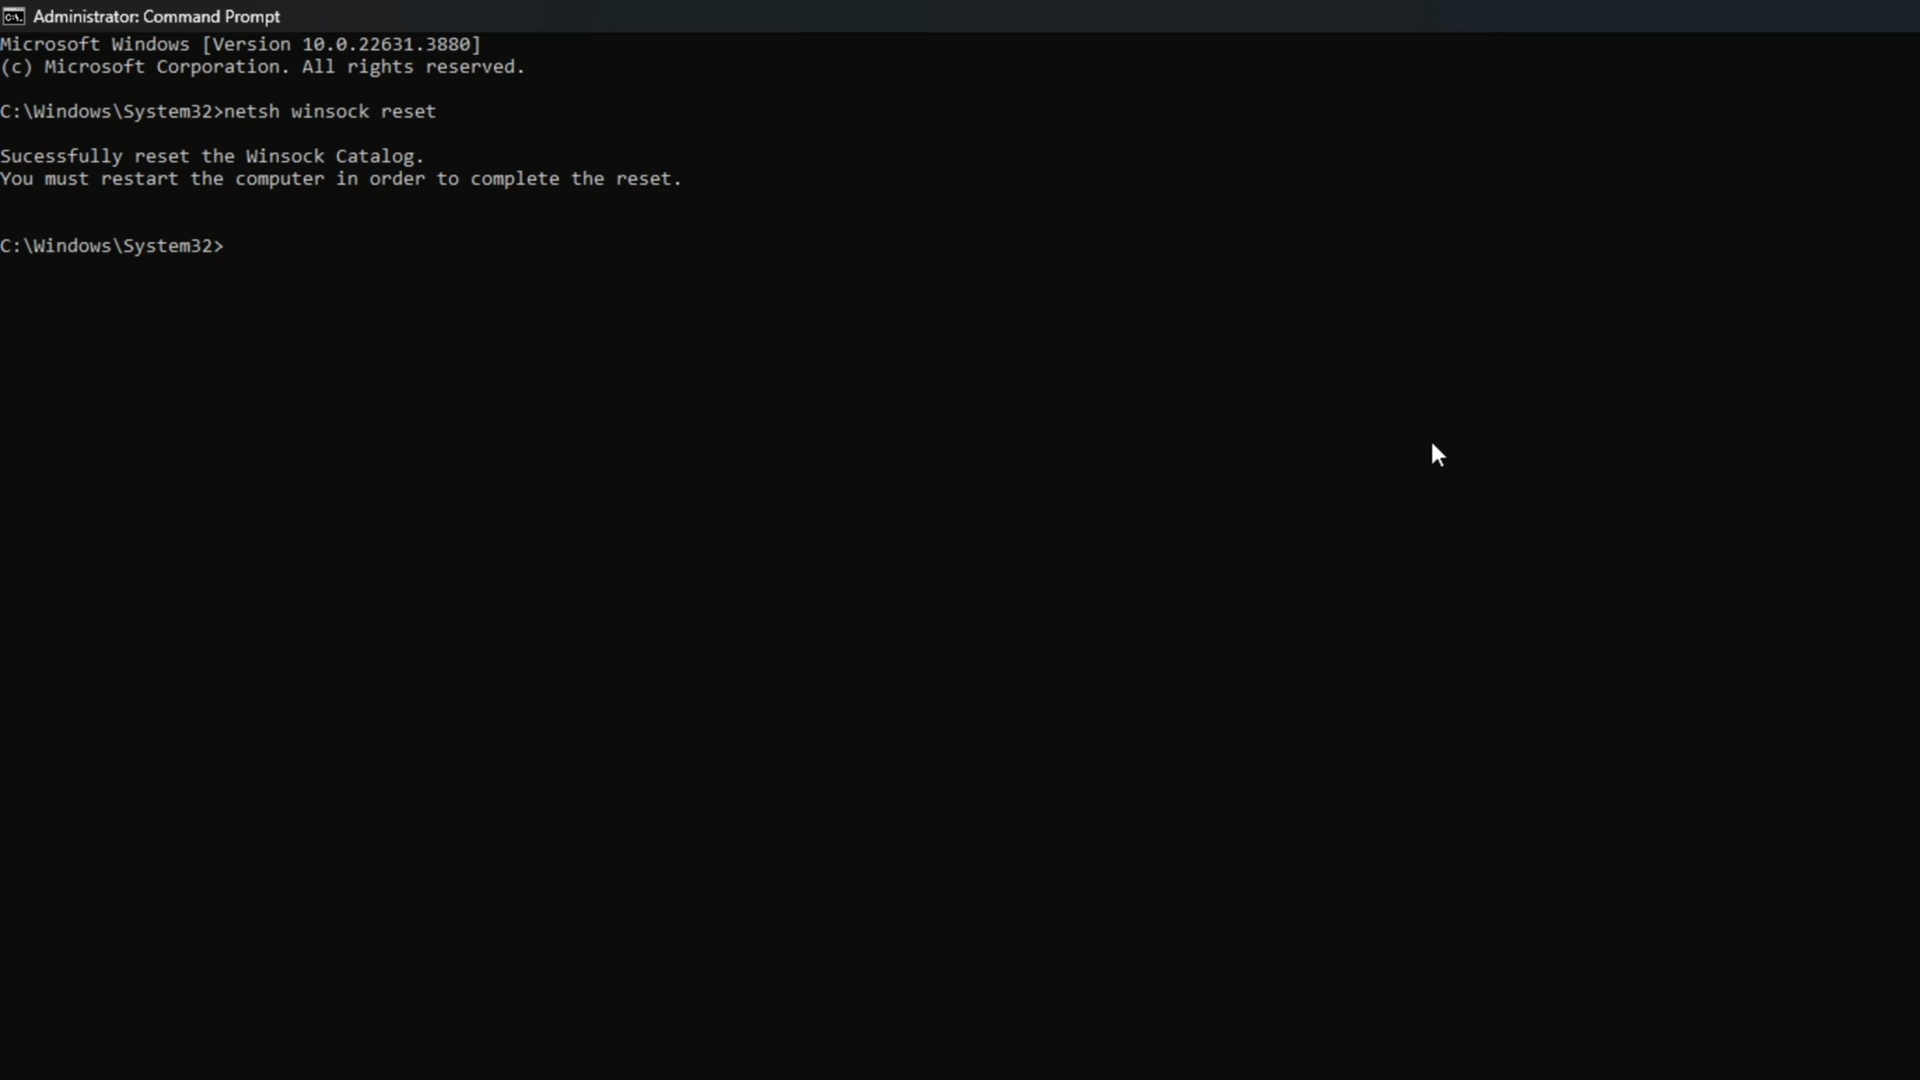 Administrator: Command Prompt
Microsoft Windows [Version 10.0.22631.3880]
(c) Microsoft Corporation. All rights reserved.
C:\Windows\System32>netsh winsock reset
Sucessfully reset the Winsock Catalog.
You must restart the computer in order to complete the reset.
C:\Windows\System32>